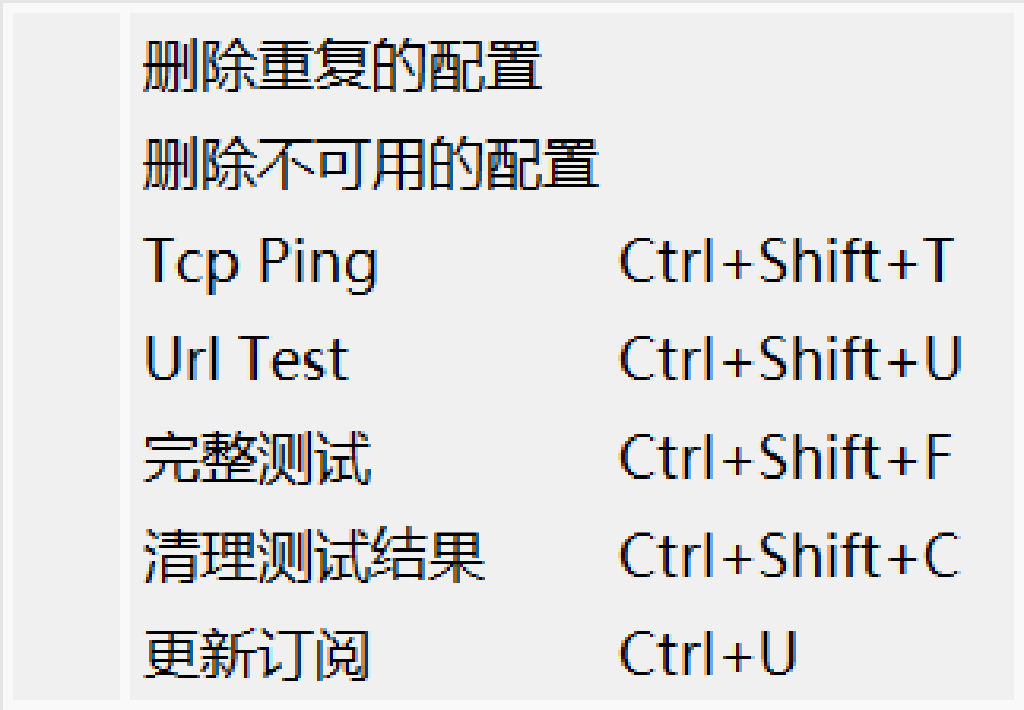 删除重复的配置
删除不可用的配置
Tcp Ping Ctrl+Shift+T
Url Test Ctrl+Shift+U
完整测试 Ctrl+Shift+F
清理测试结果 Ctrl+Shift+C
更新订阅 Ctrl+U